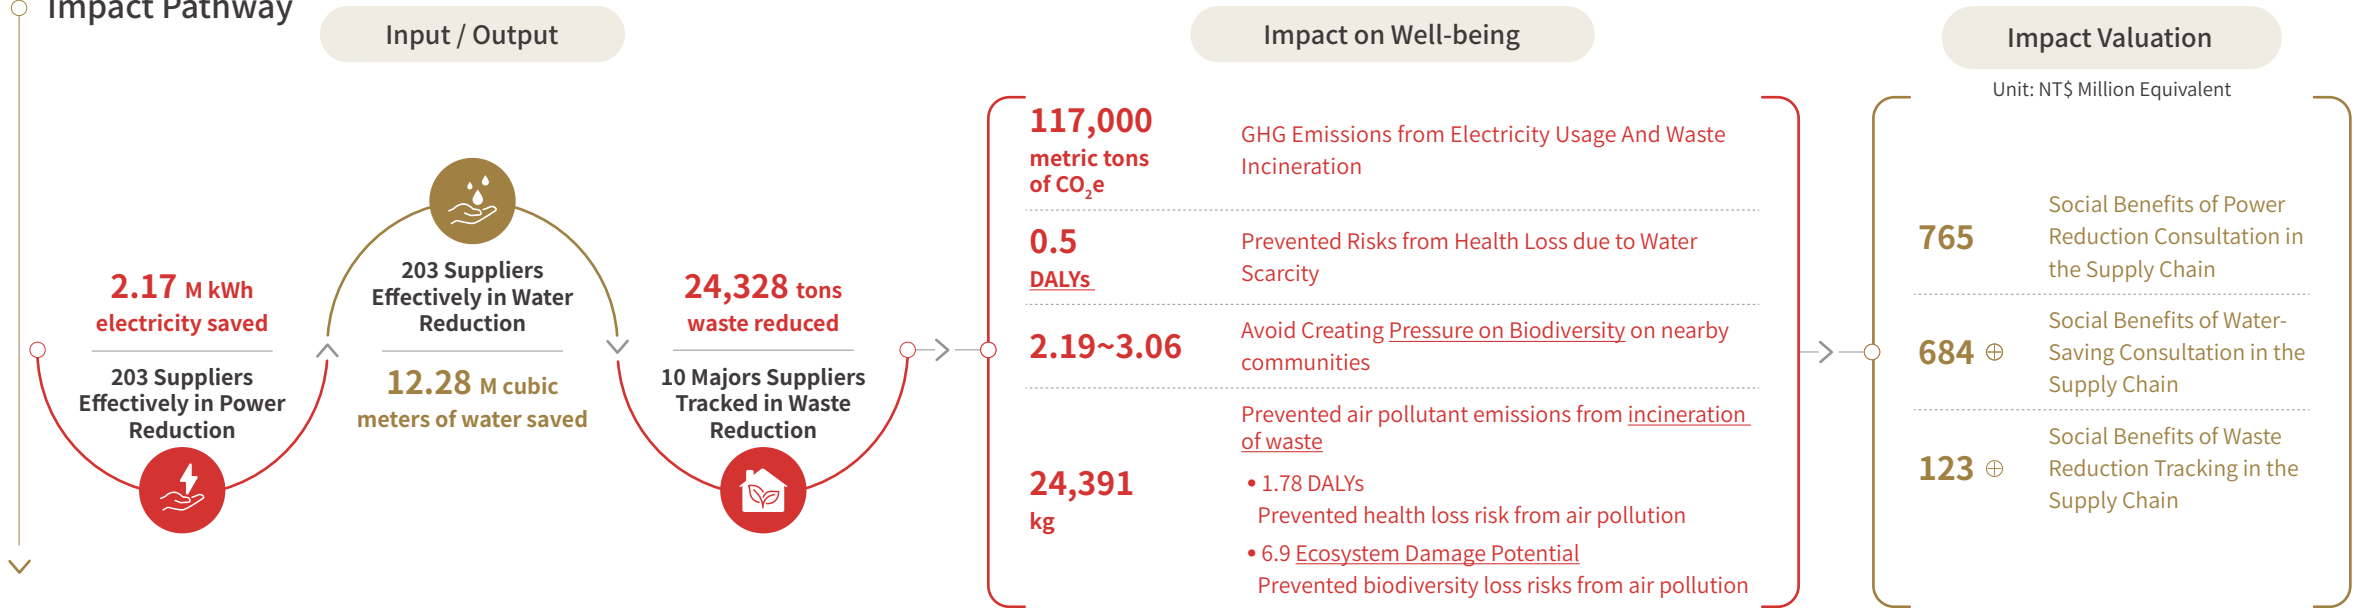 Impact Pathway
Input / Output
2.17 M kWh
electricity saved
203 Suppliers
Effectively in Power
Reduction
203 Suppliers
Effectively in Water
Reduction
12.28 M cubic
meters of water saved
24,328 tons
waste reduced
10 Majors Suppliers
Tracked in Waste
Reduction
Impact on Well-being
117,000
metric tons
of CO₂e
GHG Emissions from Electricity Usage And Waste
Incineration
0.5
DALYs
Prevented Risks from Health Loss due to Water
Scarcity
2.19~3.06
Avoid Creating Pressure on Biodiversity on nearby
communities
24,391
kg
Prevented air pollutant emissions from incineration
of waste
• 1.78 DALYs
Prevented health loss risk from air pollution
• 6.9 Ecosystem Damage Potential
Prevented biodiversity loss risks from air pollution
Impact Valuation
Unit: NT$ Million Equivalent
765
Social Benefits of Power
Reduction Consultation in
the Supply Chain
684 ⊕
Social Benefits of Water-
Saving Consultation in the
Supply Chain
123 ⊕
Social Benefits of Waste
Reduction Tracking in the
Supply Chain